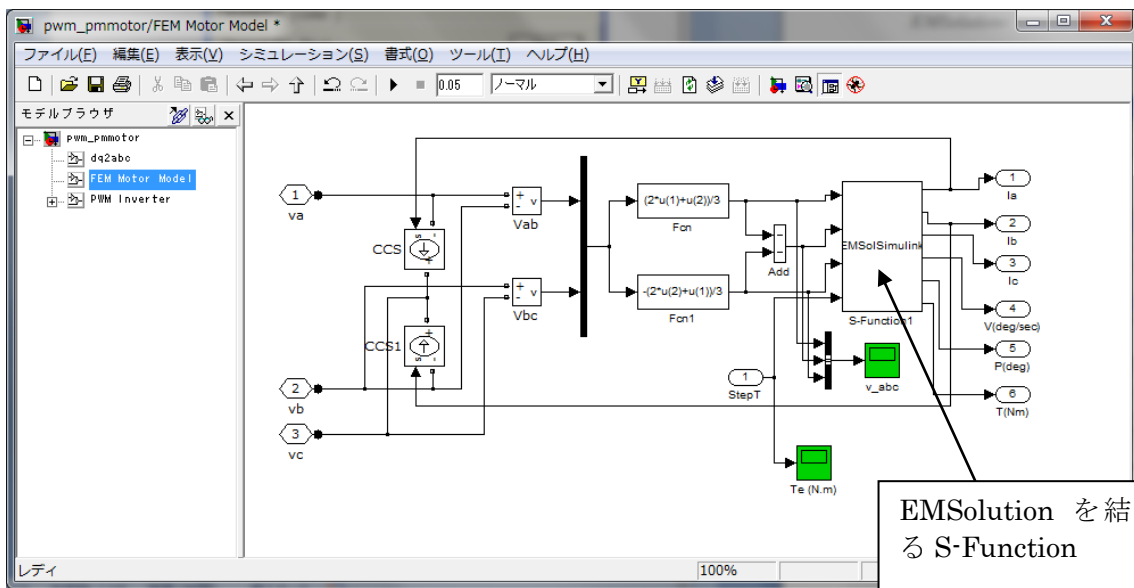 pwm_pmmotor/FEM Motor Model *
ファイル(F) 編集(E) 表示(V) シミュレーション(S) 書式(O) ツール(T) ヘルプ(H)
0.05 ノーマル
モデルブラウザ
pwm_pmmotor
dq2abc
FEM Motor Model
PWM Inverter
1
va
CCS
s
-
+
CCS1
+
s
-
2
vb
3
vc
+
-
v
Vab
+
-
v
Vbc
(2*u(1)+u(2))/3
Fcn
-(2*u(2)+u(1))/3
Fcn1
Add
EMSolSimulink
S-Function1
1
StepT
v_abc
Te (N.m)
1
Ia
2
Ib
3
Ic
4
V(deg/sec)
5
P(deg)
6
T(Nm)
EMSolution を結
る S-Function
レディ
100%